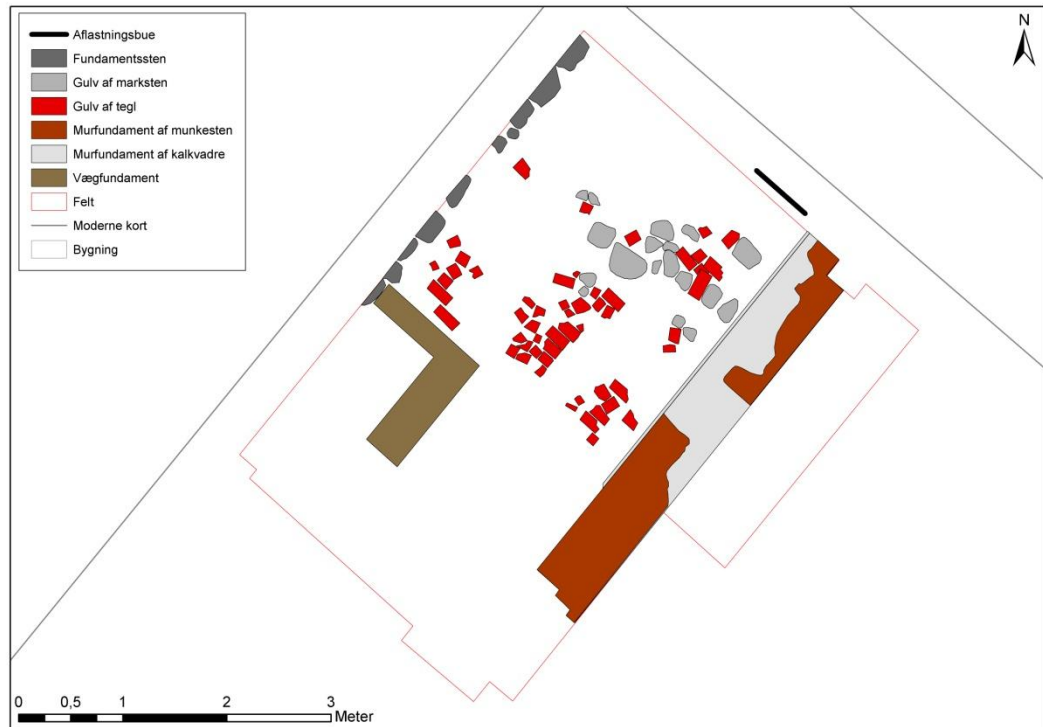 Aflastningsbue
Fundamentssten
Gulv af marksten
Gulv af tegl
Murfundament af munkesten
Murfundament af kalkvadre
Vægfundament
Felt
Moderne kort
Bygning
N
0 0,5 1 2 3
Meter